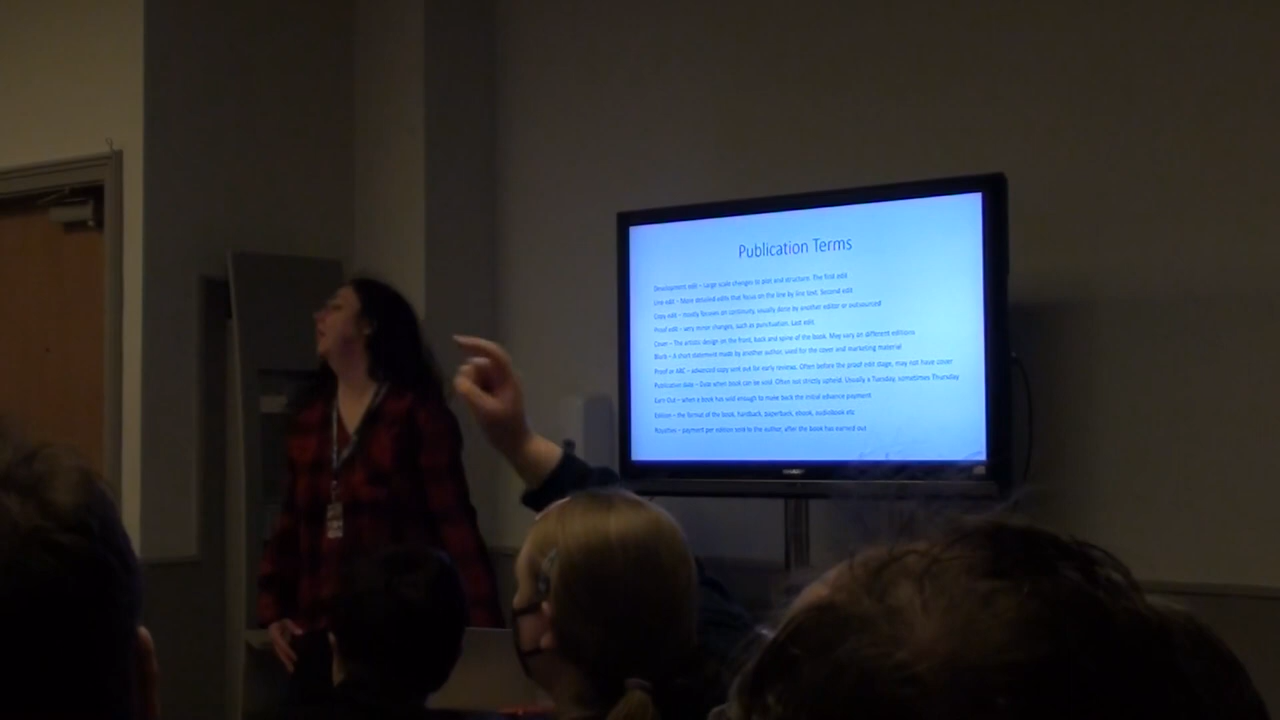 Publication Terms
Development edit – Large scale changes to plot and structure. The first edit
Line edit – More detailed edits that focus on the line by line text. Second edit
Copy edit – mostly focuses on continuity, usually done by another editor or outsourced
Proof edit – very minor changes, such as punctuation. Last edit.
Cover – The artistic design on the front, back and spine of the book. May vary on different editions
Blurb – A short statement made by another author, used for the cover and marketing material
Proof or ARC – advanced copy sent out for early reviews. Often before the proof edit stage, may not have cover
Publication date – Date when book can be sold. Often not strictly upheld. Usually a Tuesday, sometimes Thursday
Earn Out – when a book has sold enough to make back the initial advance payment
Edition – the format of the book, hardback, paperback, ebook, audiobook etc
Royalties – payment per edition sent to the author, after the book has earned out